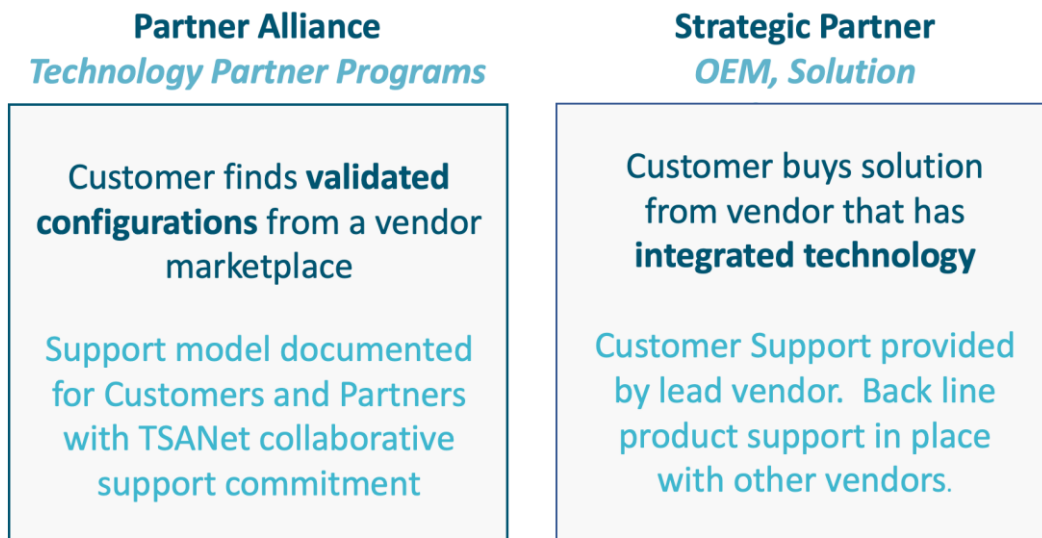 Partner Alliance
Technology Partner Programs
Customer finds validated
configurations from a vendor
marketplace
Support model documented
for Customers and Partners
with TSANet collaborative
support commitment
Strategic Partner
OEM, Solution
Customer buys solution
from vendor that has
integrated technology
Customer Support provided
by lead vendor.  Back line
product support in place
with other vendors.